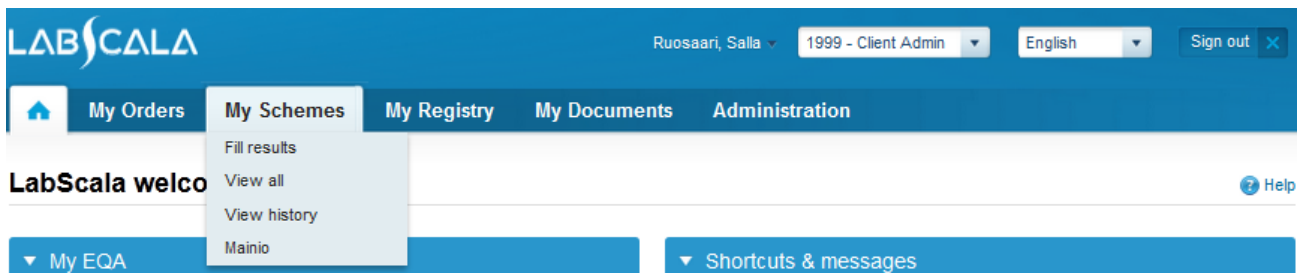 LABSCALA
Ruosaari, Salla 1999 - Client Admin English Sign out
My Orders My Schemes My Registry My Documents Administration
Fill results
LabScala welco View all Help
View history
Mainio
My EQA Shortcuts & messages